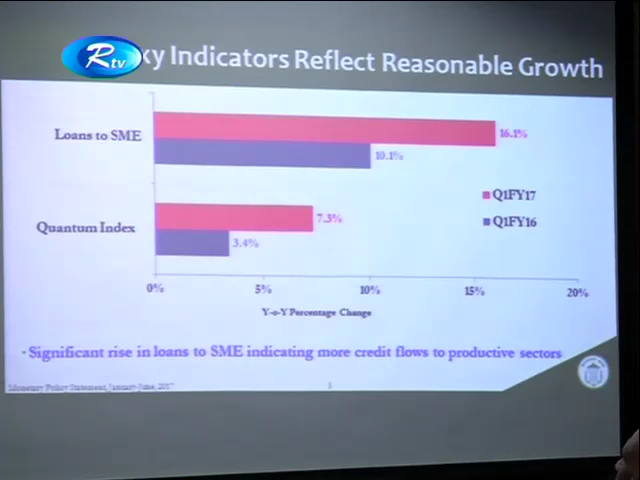 Rtv
xy Indicators Reflect Reasonable Growth
Loans to SME
16.1%
10.1%
Quantum Index
7.3%
3.4%
Q1FY17
Q1FY16
0% 5% 10% 15% 20%
Y-o-Y Percentage Change
• Significant rise in loans to SME indicating more credit flows to productive sectors
Monetary Policy Statement, January-June, 2017